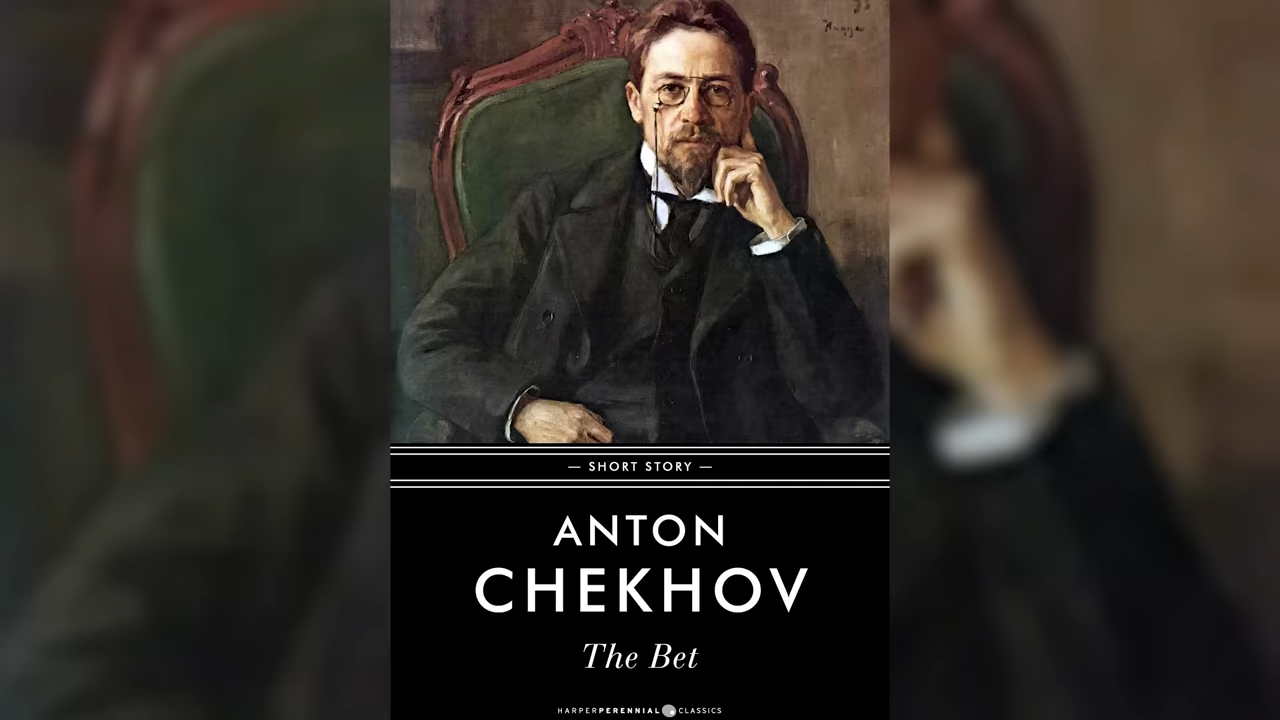 — SHORT STORY —
ANTON
CHEKHOV
The Bet
HARPERPERENNIAL CLASSICS